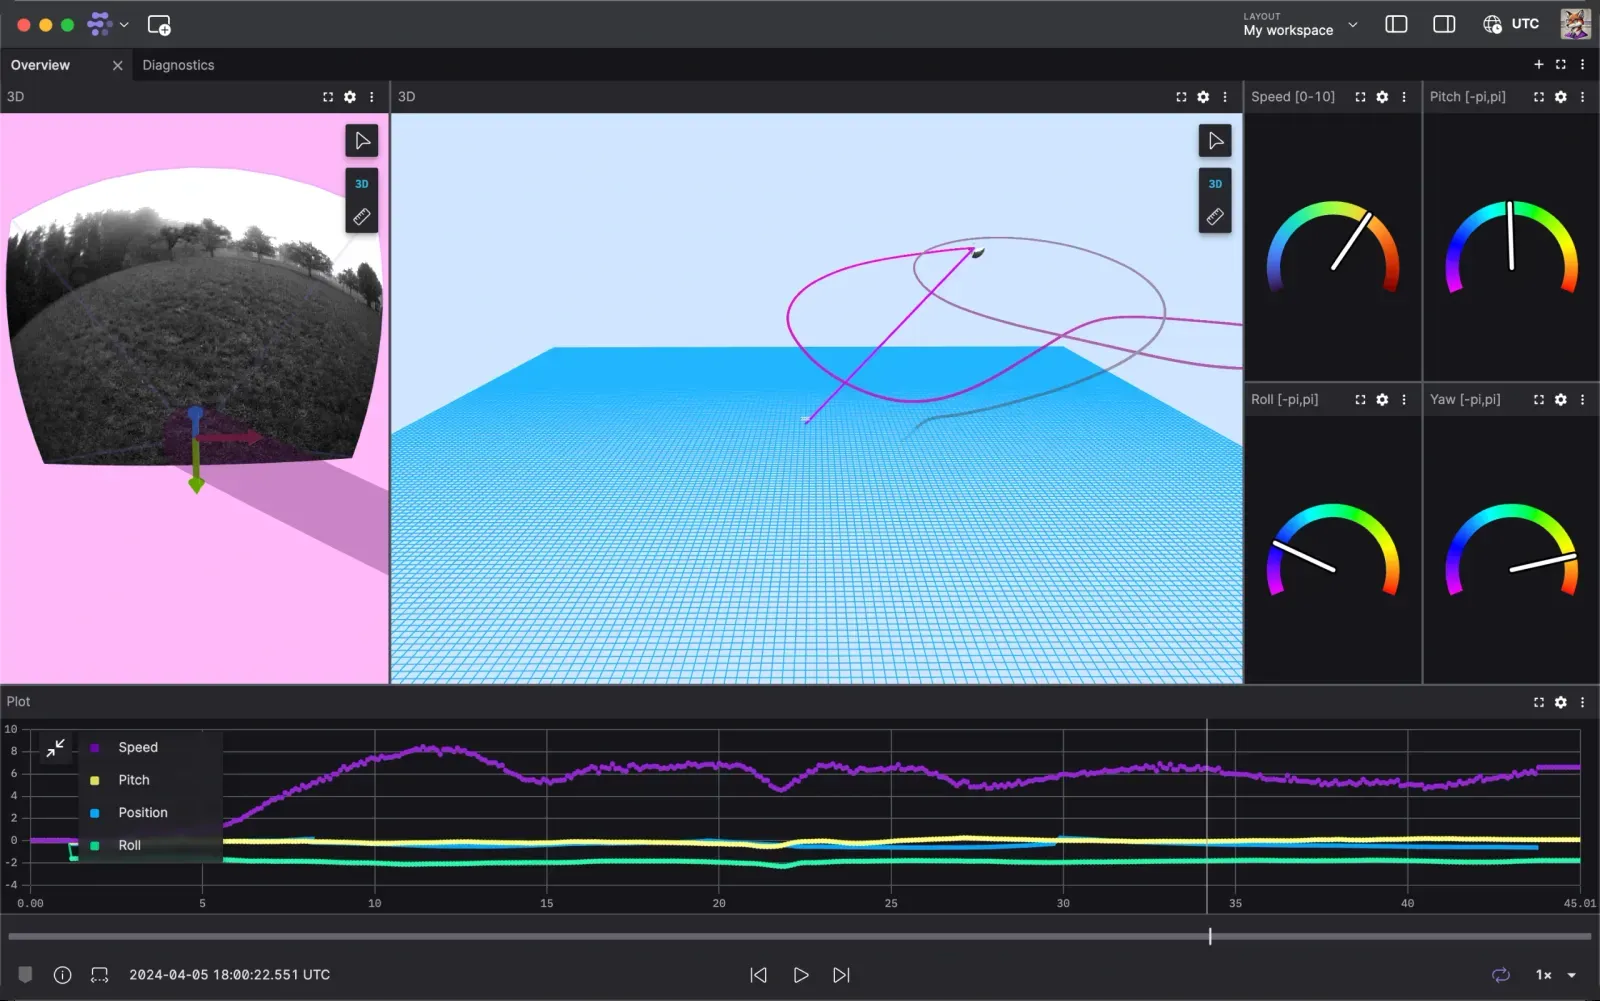 LAYOUT
My workspace
UTC
Overview
Diagnostics
3D
3D
Speed [0-10]
Pitch [-pi,pi]
3D
3D
Roll [-pi,pi]
Yaw [-pi,pi]
Plot
10
8
6
4
2
0
-2
-4
Speed
Pitch
Position
Roll
0.00
5
10
15
20
25
30
35
40
45.01
2024-04-05 18:00:22.551 UTC
1×